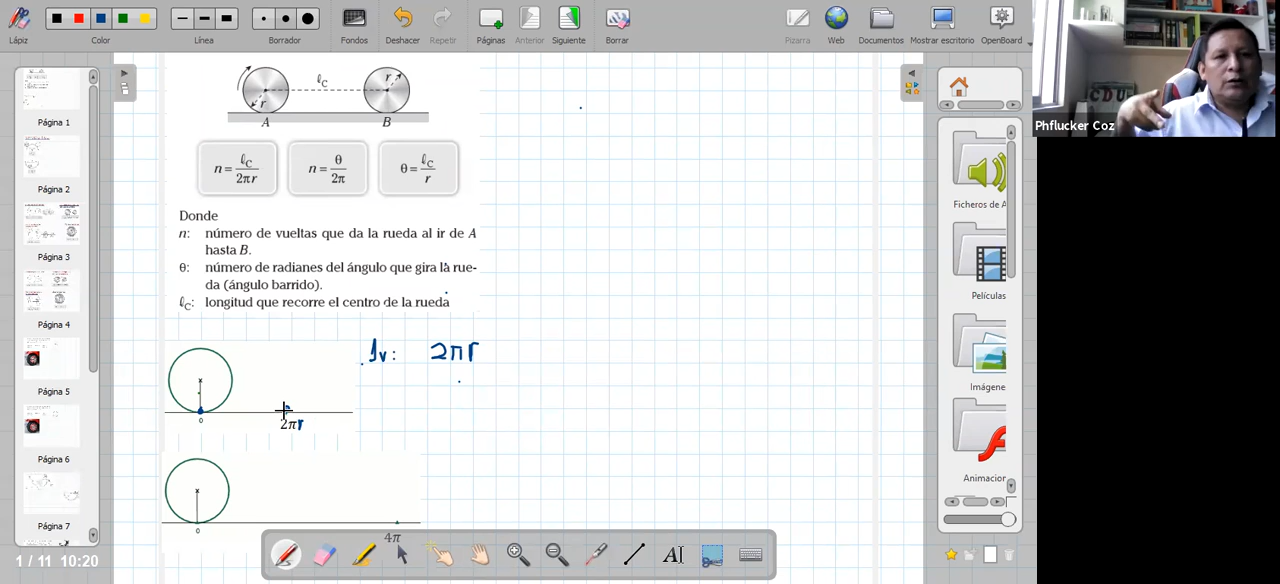 Lápiz
Color
Línea
Borrador
Fondos
Deshacer
Repetir
Páginas
Anterior
Siguiente
Borrar
Pizarra
Web
Documentos
Mostrar escritorio
OpenBoard
Phflucker Coz
CDU
Página 1
Página 2
Página 3
Página 4
Página 5
Página 6
Página 7
1 / 11 10:20
r
ℓC
r
A
B
n = ℓC/2πr
n = θ/2π
θ = ℓC/r
Donde
n: número de vueltas que da la rueda al ir de A
hasta B.
θ: número de radianes del ángulo que gira la rue-
da (ángulo barrido).
ℓC: longitud que recorre el centro de la rueda
1v: 2πr
0
2πr
0
4π
Ficheros de A
Películas
Imágene
Animacion